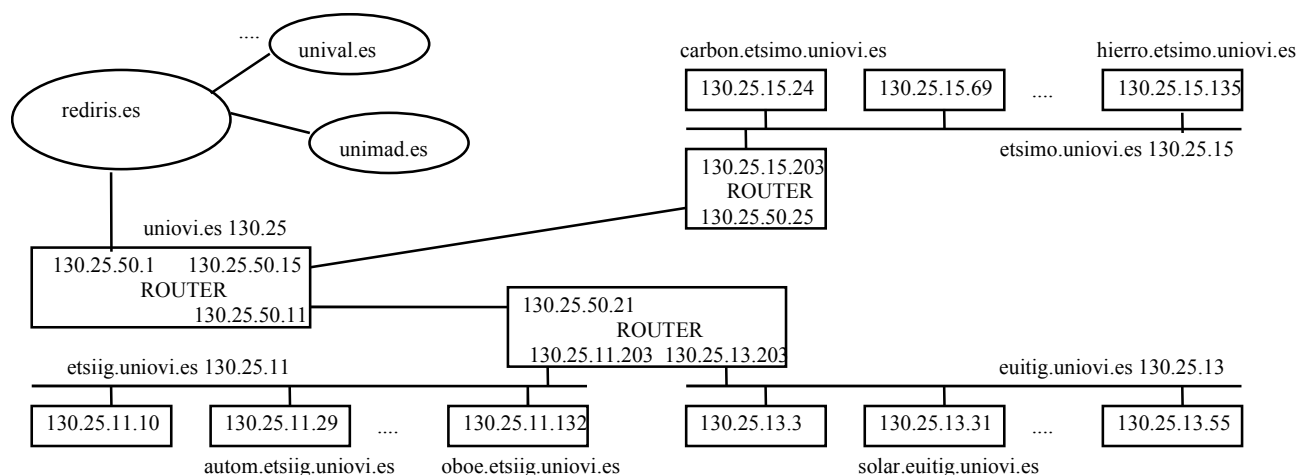 ....
unival.es
rediris.es
unimad.es
carbon.etsimo.uniovi.es
hierro.etsimo.uniovi.es
130.25.15.24
130.25.15.69
....
130.25.15.135
etsimo.uniovi.es 130.25.15
130.25.15.203
ROUTER
130.25.50.25
uniovi.es 130.25
130.25.50.1 130.25.50.15
ROUTER
130.25.50.11
130.25.50.21
ROUTER
130.25.11.203 130.25.13.203
etsiig.uniovi.es 130.25.11
euitig.uniovi.es 130.25.13
130.25.11.10
130.25.11.29
....
130.25.11.132
130.25.13.3
130.25.13.31
....
130.25.13.55
autom.etsiig.uniovi.es
oboe.etsiig.uniovi.es
solar.euitig.uniovi.es